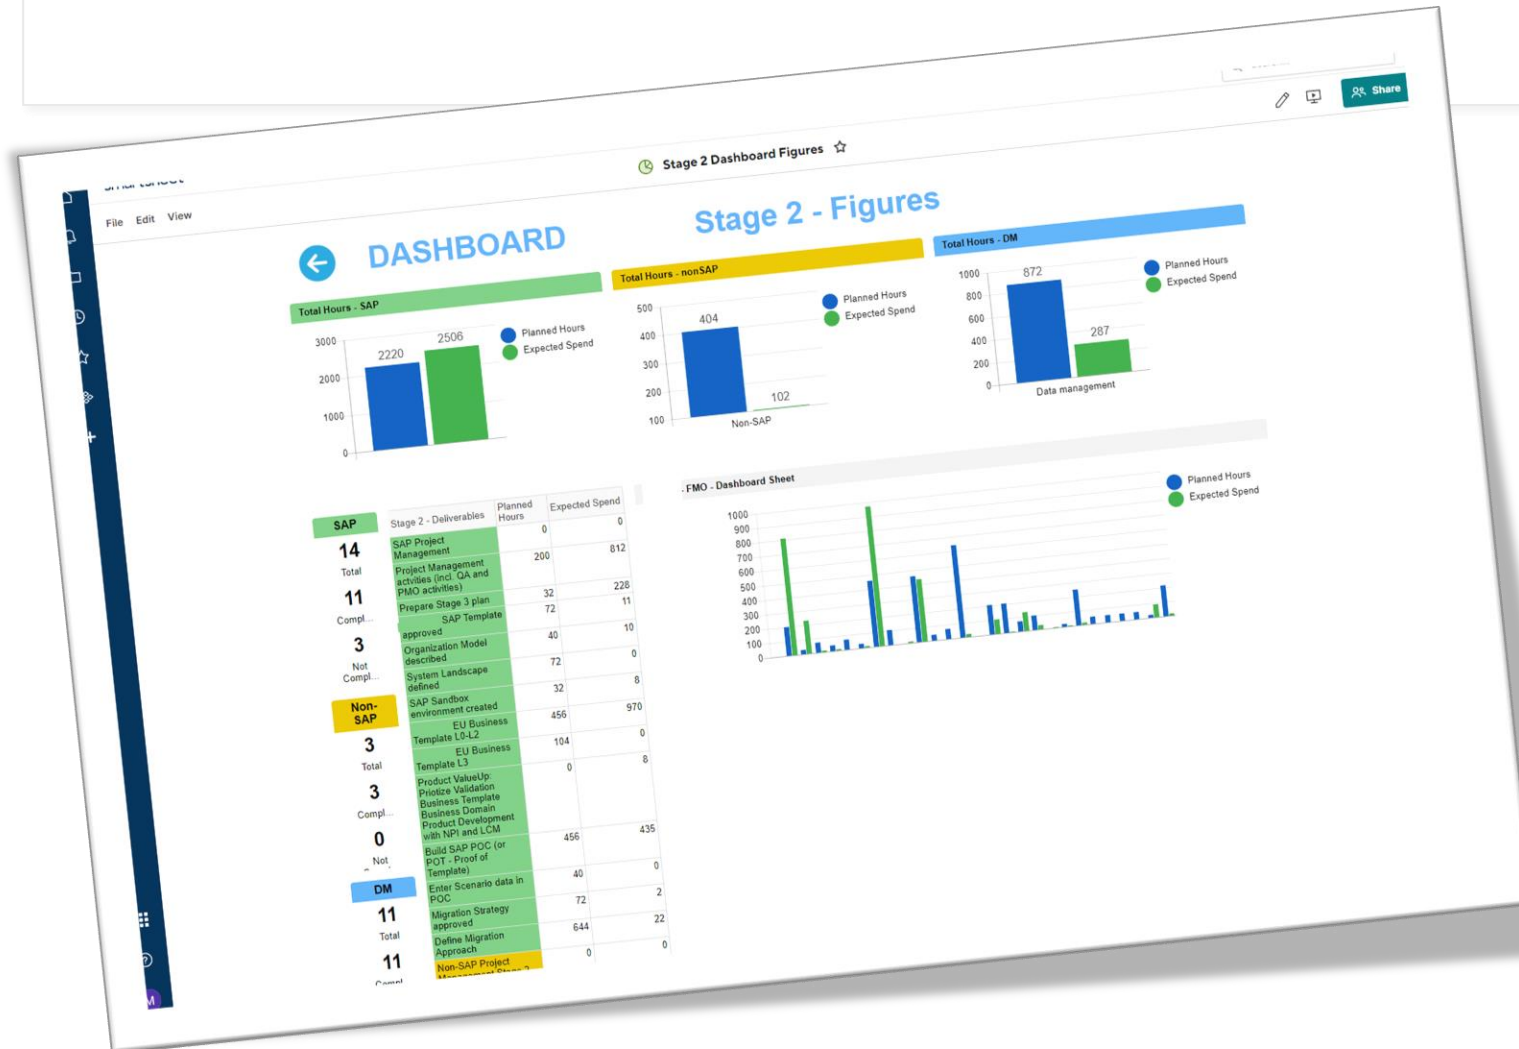 Share
Stage 2 Dashboard Figures
File Edit View
DASHBOARD
Stage 2 - Figures
Total Hours - SAP
3000
2000
1000
0
2220
2506
Planned Hours
Expected Spend
Total Hours - nonSAP
500
400
300
200
100
404
102
Non-SAP
Planned Hours
Expected Spend
Total Hours - DM
1000
800
600
400
200
0
872
287
Data management
Planned Hours
Expected Spend
SAP
14
Total
11
Compl...
3
Not
Compl...
Non-
SAP
3
Total
3
Compl...
0
Not
DM
11
Total
11
Compl
Stage 2 - Deliverables Planned Hours Expected Spend
SAP Project
Management 0 0
Project Management
actvities (incl. QA and
PMO activities) 200 812
Prepare Stage 3 plan 32 228
SAP Template
approved 72 11
Organization Model
described 40 10
System Landscape
defined 72 0
SAP Sandbox
environment created 32 8
EU Business
Template L0-L2 456 970
EU Business
Template L3 104 0
Product ValueUp:
Priotize Validation
Business Template
Business Domain
Product Development
with NPI and LCM 0 8
Build SAP POC (or
POT - Proof of
Template) 456 435
Enter Scenario data in
POC 40 0
Migration Strategy
approved 72 2
Define Migration
Approach 644 22
Non-SAP Project 0 0
- FMO - Dashboard Sheet
1000
900
800
700
600
500
400
300
200
100
0
Planned Hours
Expected Spend
M